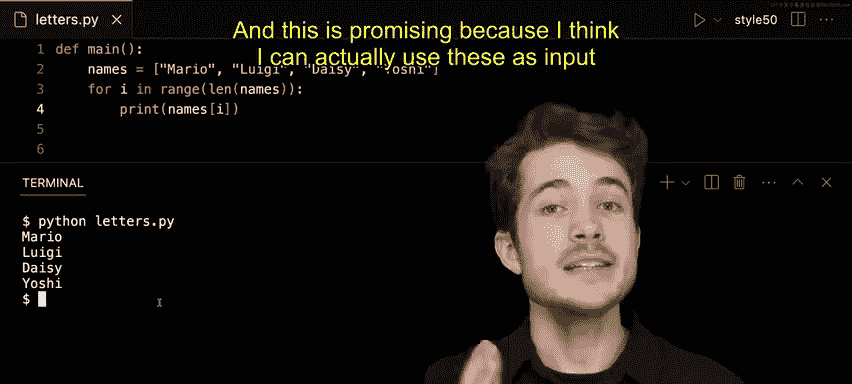 letters.py
style50
And this is promising because I think
I can actually use these as input
1 def main():
2 names = ["Mario", "Luigi", "Daisy", "Yoshi"]
3 for i in range(len(names)):
4 print(names[i])
5
6
TERMINAL
$ python letters.py
Mario
Luigi
Daisy
Yoshi
$